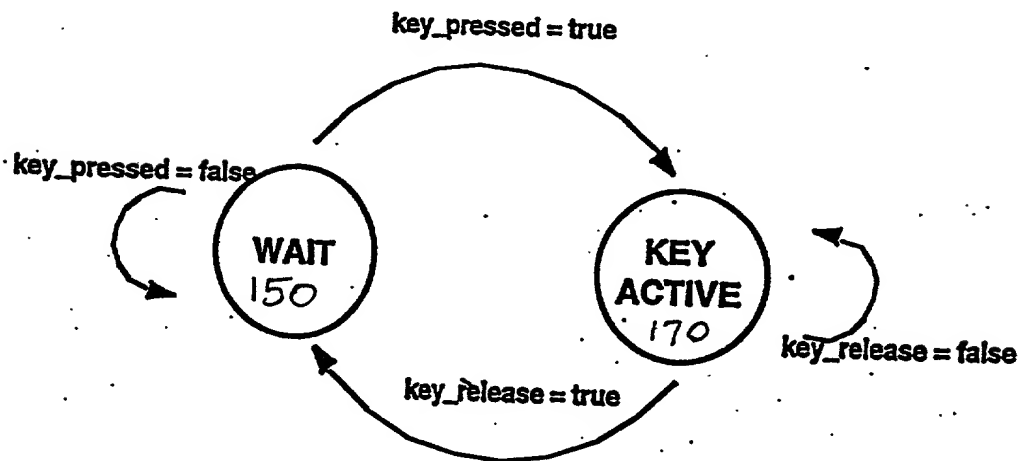 key_pressed = true
key_pressed = false
WAIT
150
KEY
ACTIVE
170
key_release = false
key_release = true